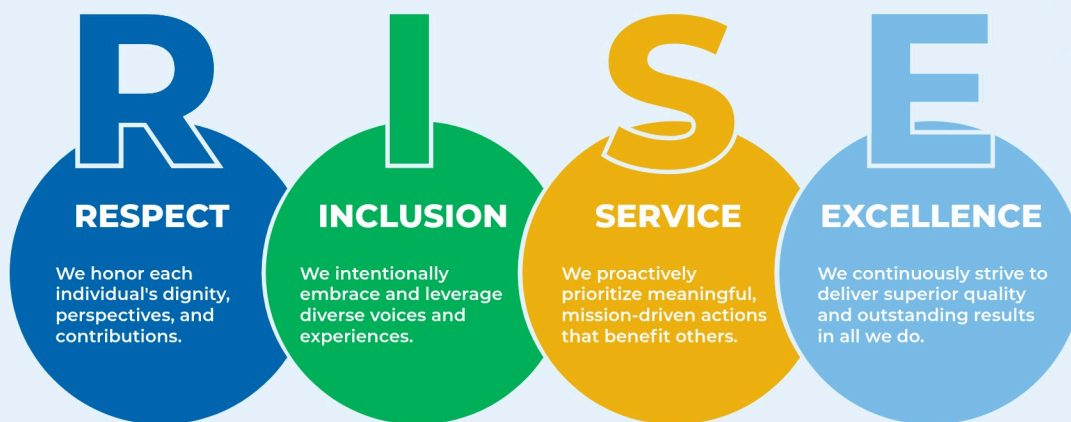 R I S E
RESPECT
We honor each
individual's dignity,
perspectives, and
contributions.
INCLUSION
We intentionally
embrace and leverage
diverse voices and
experiences.
SERVICE
We proactively
prioritize meaningful,
mission-driven actions
that benefit others.
EXCELLENCE
We continuously strive to
deliver superior quality
and outstanding results
in all we do.